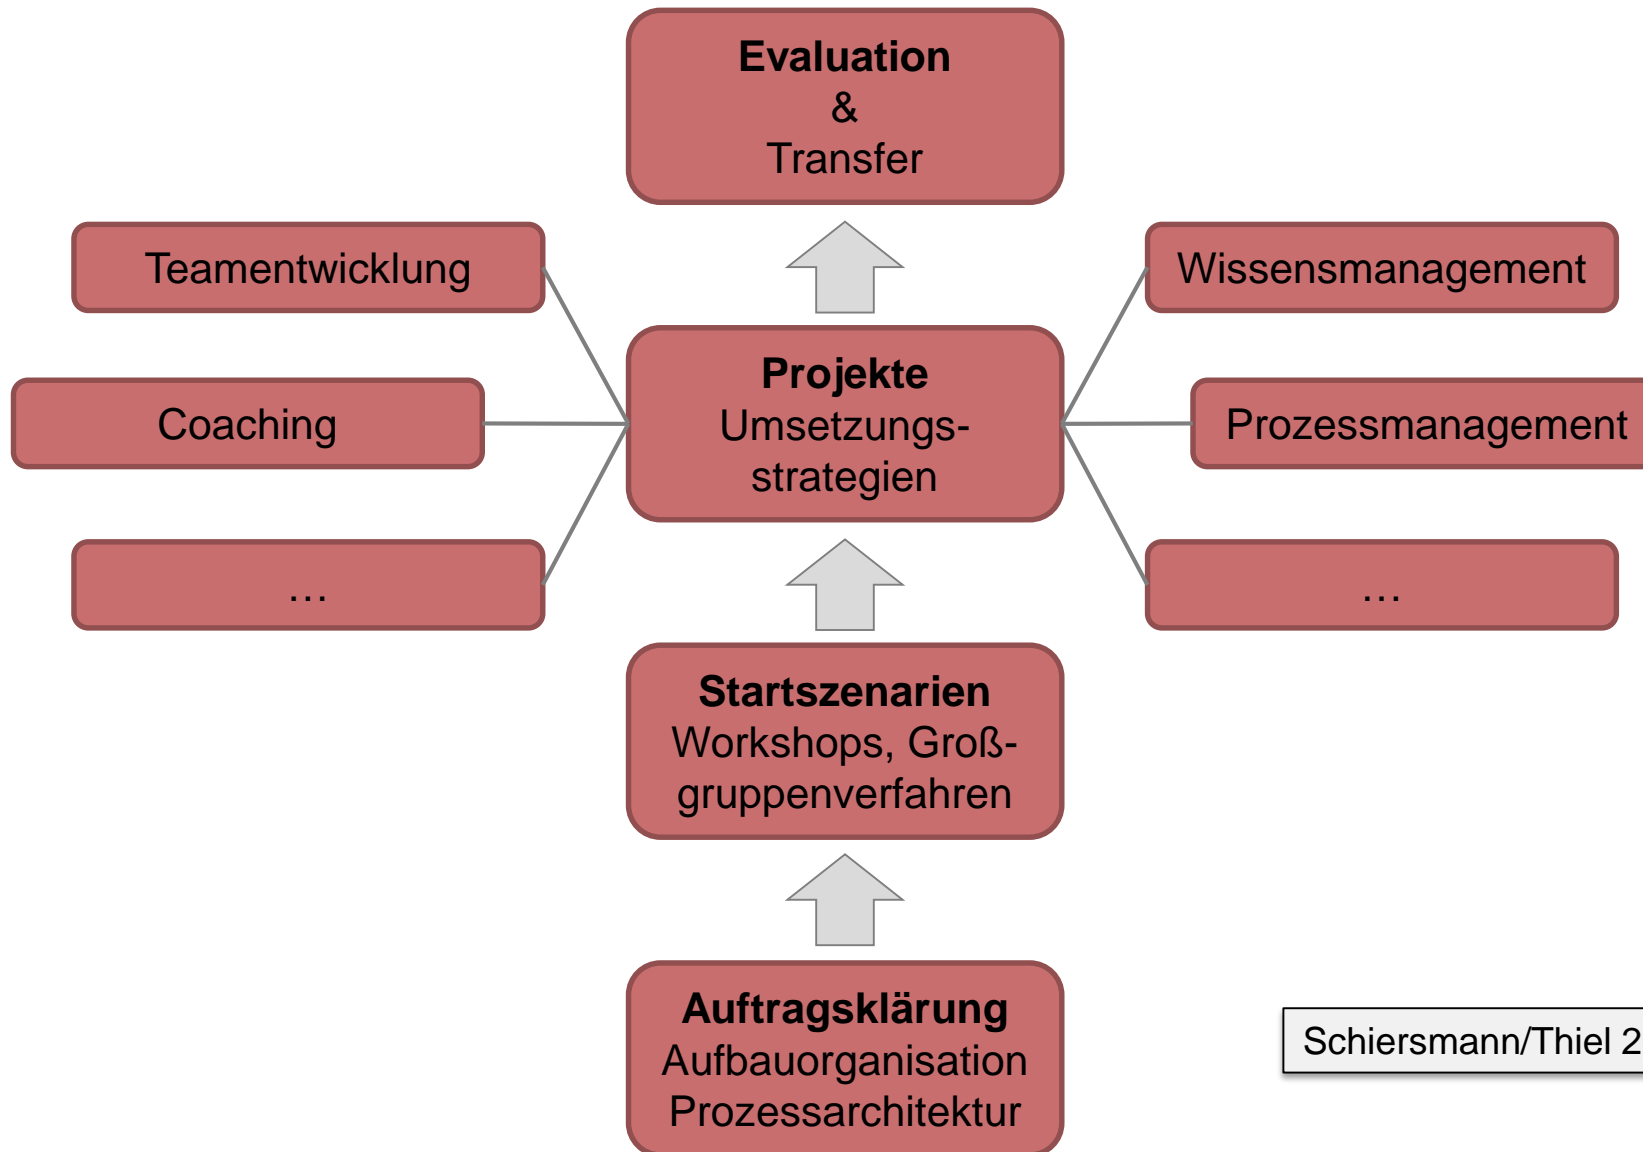 Evaluation
&
Transfer
Teamentwicklung
Wissensmanagement
Projekte
Umsetzungs-
strategien
Coaching
Prozessmanagement
…
…
Startszenarien
Workshops, Groß-
gruppenverfahren
Auftragsklärung
Aufbauorganisation
Prozessarchitektur
Schiersmann/Thiel 2